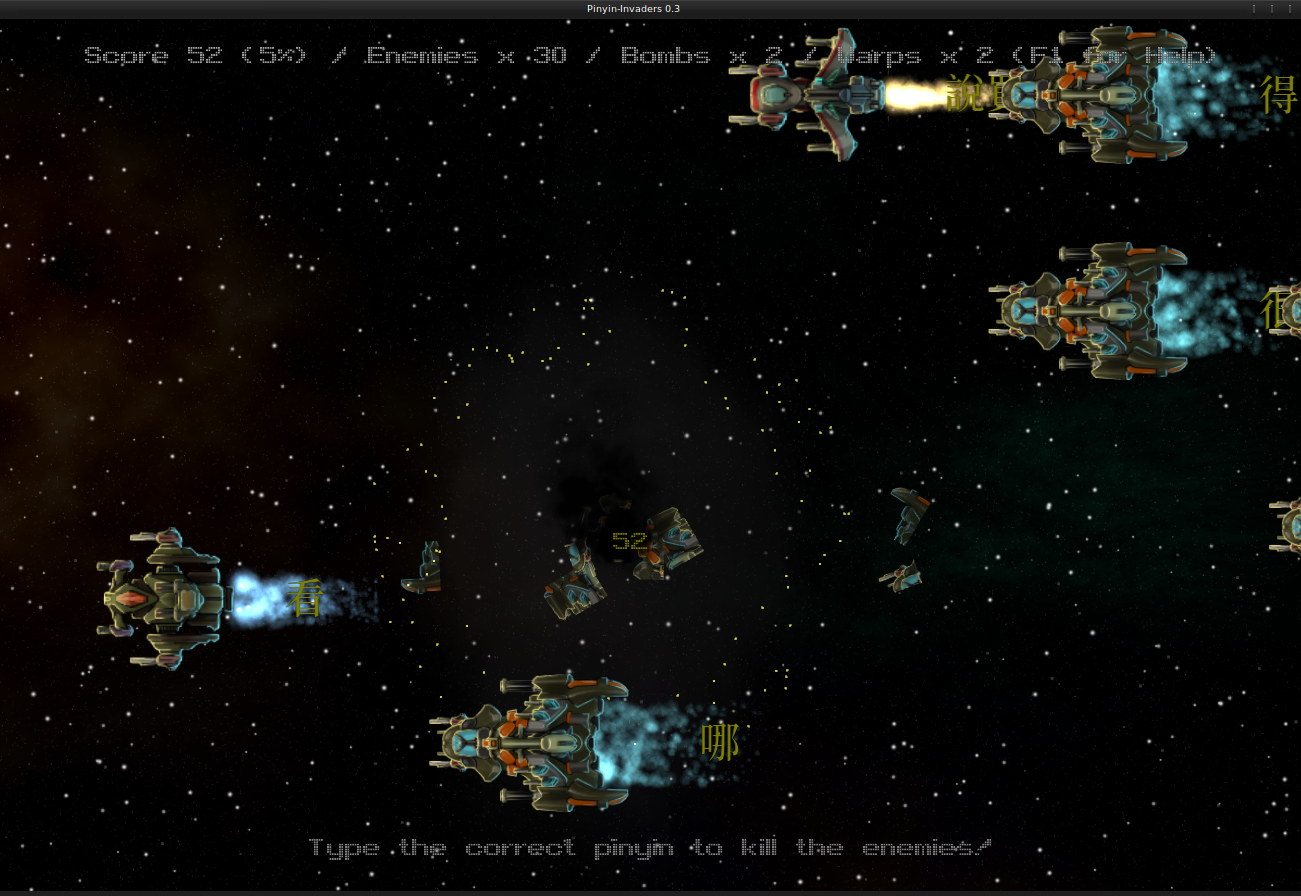 Pinyin-Invaders 0.3
Score 52 (5x) / Enemies x 30 / Bombs x 2 / Warps x 2 (F1 for Help)
說
得
52
看
哪
Type the correct pinyin to kill the enemies!